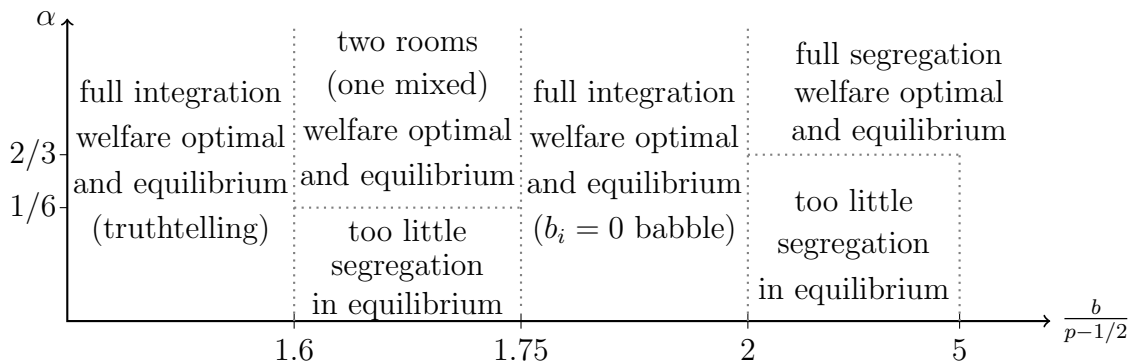 α
full integration
welfare optimal
and equilibrium
(truthtelling)
two rooms
(one mixed)
welfare optimal
and equilibrium
too little
segregation
in equilibrium
full integration
welfare optimal
and equilibrium
(b_i = 0 babble)
full segregation
welfare optimal
and equilibrium
too little
segregation
in equilibrium
2/3
1/6
1.6
1.75
2
5
b
p−1/2